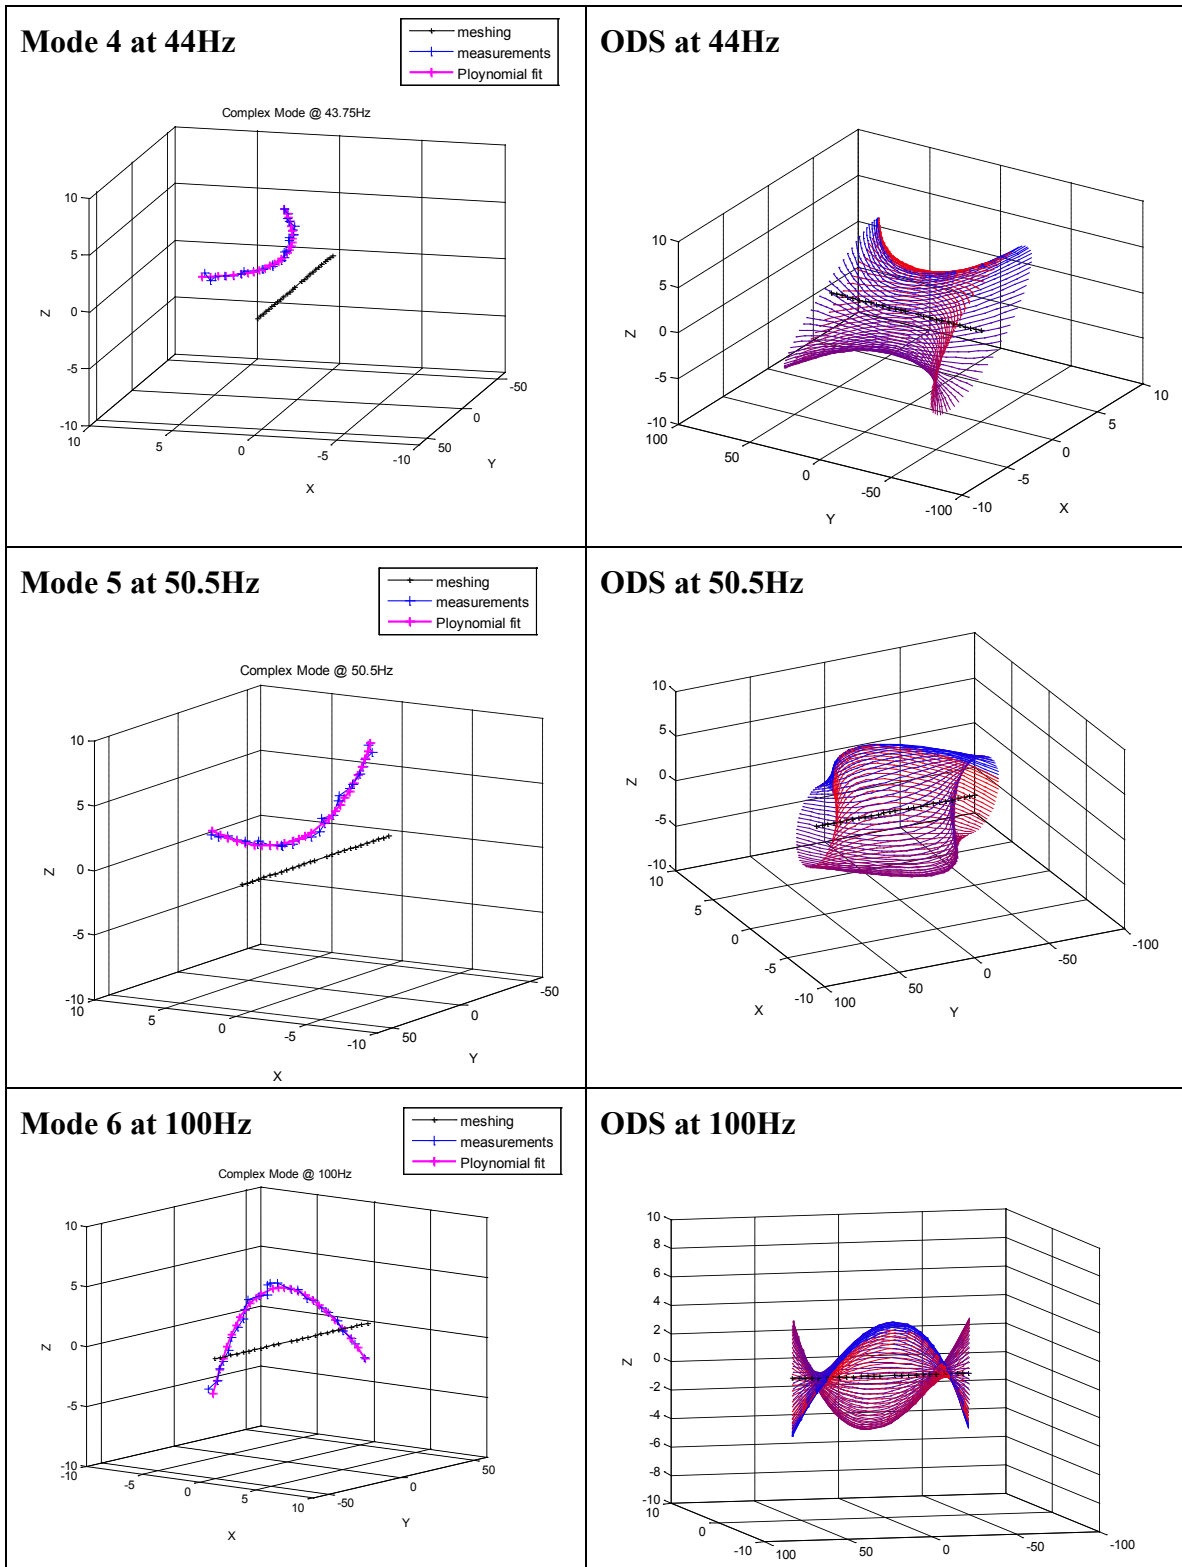 Mode 4 at 44Hz
meshing
measurements
Ploynomial fit
Complex Mode @ 43.75Hz
10
5
0
-5
-10
Z
10
5
0
-5
-10
X
50
0
-50
Y
ODS at 44Hz
10
5
0
-5
-10
Z
100
50
0
-50
-100
Y
-10
-5
0
5
10
X
Mode 5 at 50.5Hz
meshing
measurements
Ploynomial fit
Complex Mode @ 50.5Hz
10
5
0
-5
-10
Z
10
5
0
-5
-10
X
50
0
-50
Y
ODS at 50.5Hz
10
5
0
-5
-10
Z
10
5
0
-5
-10
X
100
50
0
-50
-100
Y
Mode 6 at 100Hz
meshing
measurements
Ploynomial fit
Complex Mode @ 100Hz
10
5
0
-5
-10
Z
-10
-5
0
5
10
X
-50
0
50
Y
ODS at 100Hz
10
8
6
4
2
0
-2
-4
-6
-8
-10
Z
10
0
-10
100
50
0
-50
-100